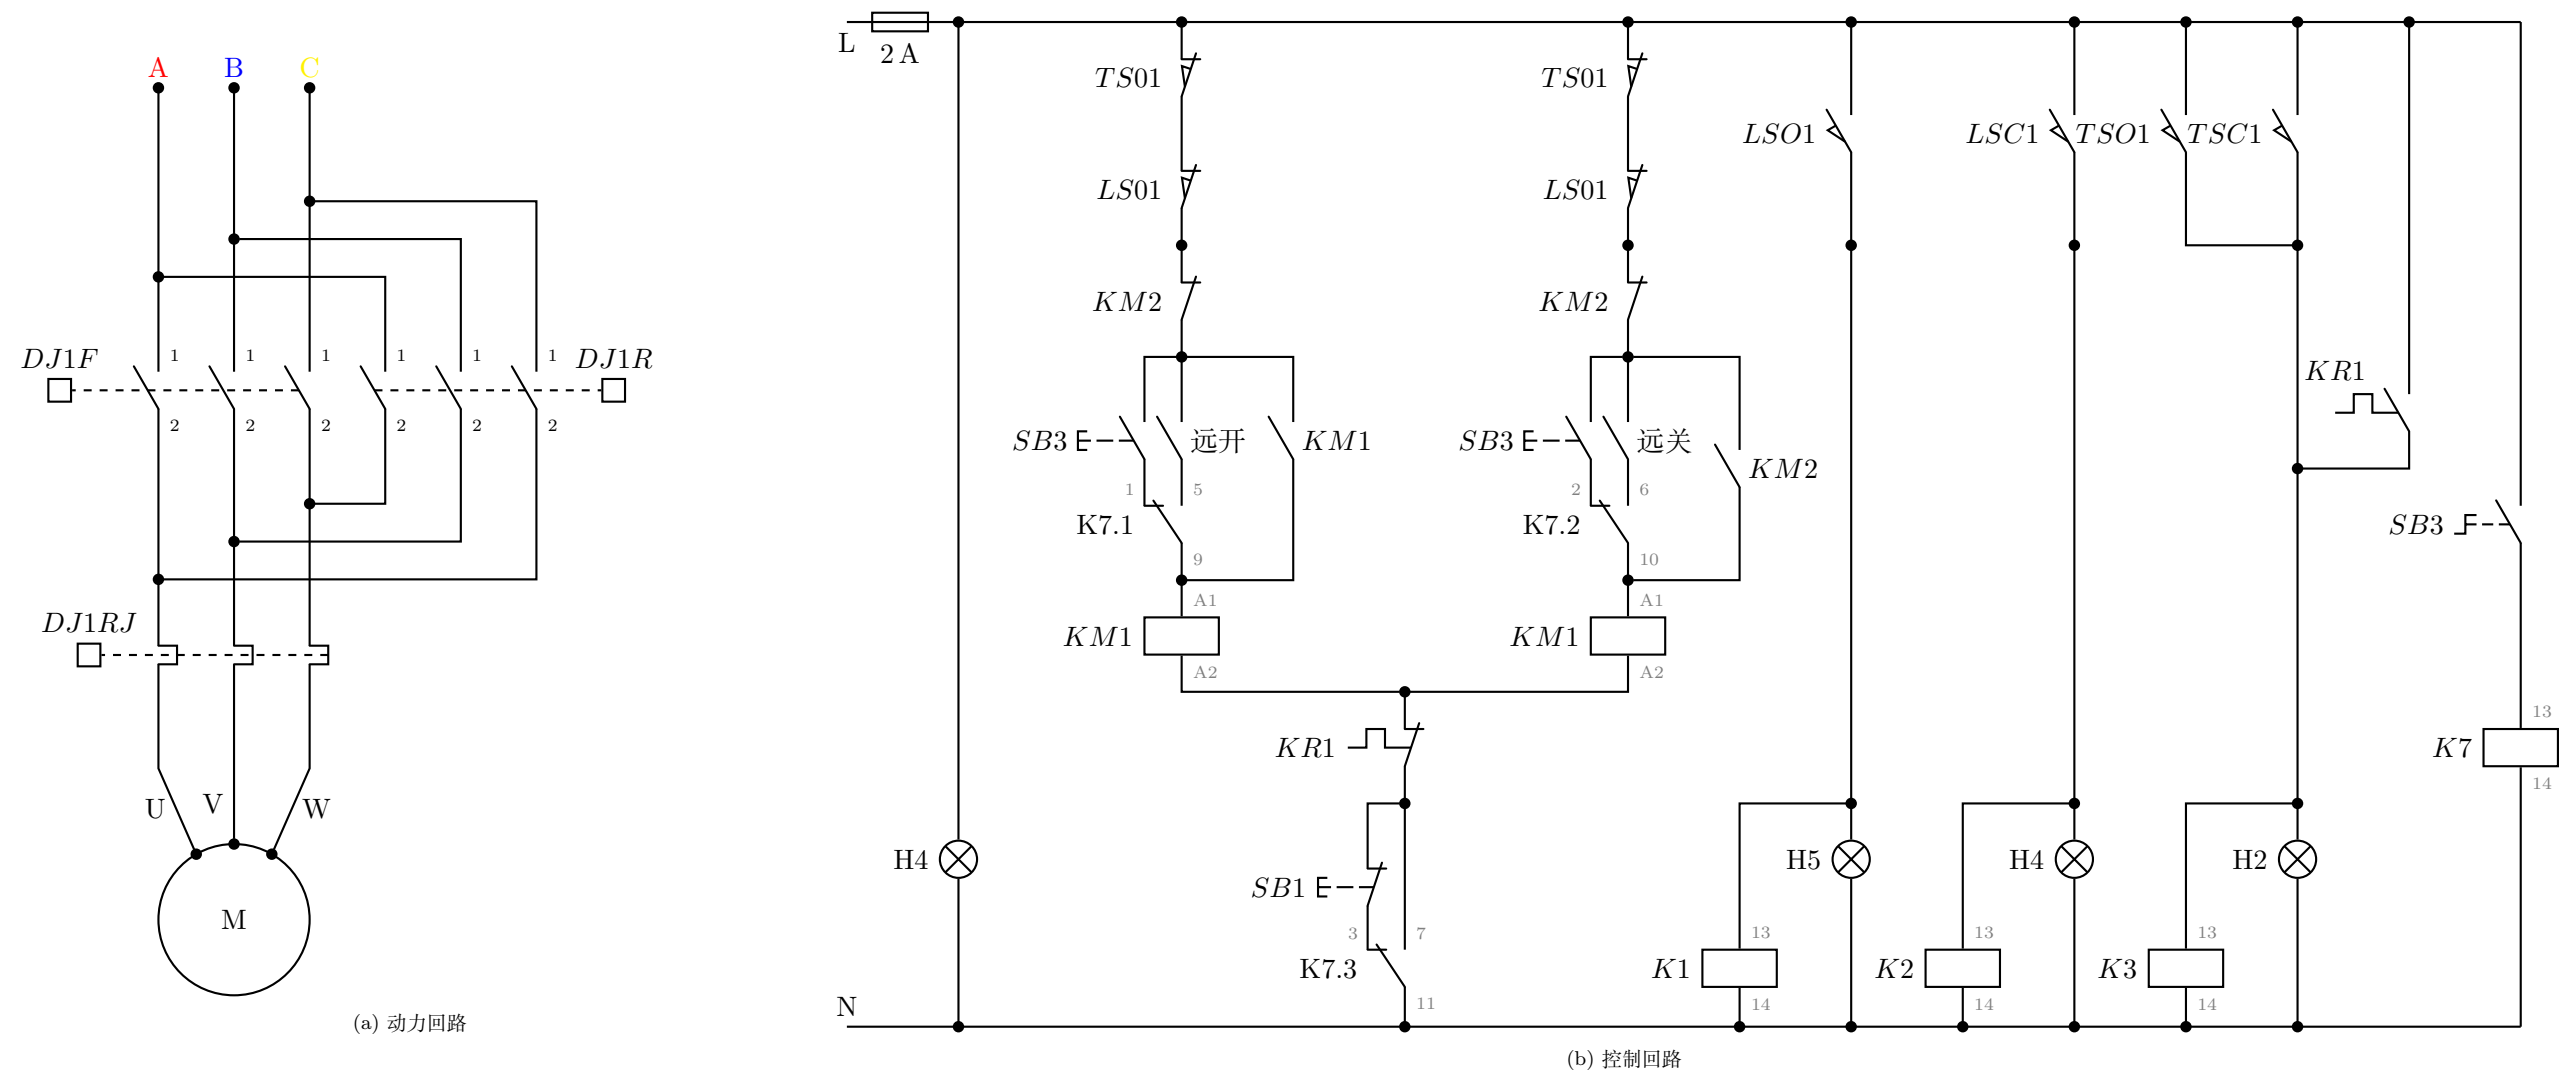 A B C
DJ1F
1 1 1 1 1 1
DJ1R
2 2 2 2 2 2
DJ1RJ
U V W
M
(a) 动力回路
L
2 A
TS01
TS01
LSO1
LSC1
TSO1
TSC1
LS01
LS01
KM2
KM2
KR1
SB3
远开
KM1
SB3
远关
KM2
1 5
2 6
K7.1
K7.2
SB3
9
10
A1
A1
KM1
KM1
A2
A2
KR1
13
K7
14
H4
H5
H4
H2
SB1
3 7
13
13
13
K7.3
K1
K2
K3
11
14
14
14
N
(b) 控制回路